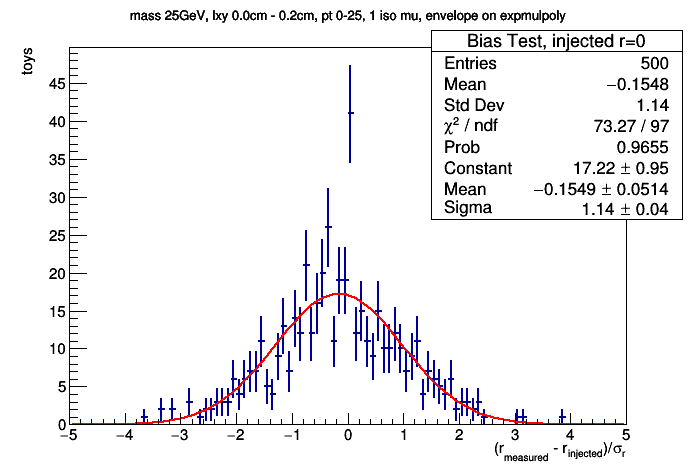 mass 25GeV, lxy 0.0cm - 0.2cm, pt 0-25, 1 iso mu, envelope on expmulpoly
toys
Bias Test, injected r=0
Entries 500
Mean −0.1548
Std Dev 1.14
χ² / ndf 73.27 / 97
Prob 0.9655
Constant 17.22 ± 0.95
Mean −0.1549 ± 0.0514
Sigma 1.14 ± 0.04
45
40
35
30
25
20
15
10
5
0
−5 −4 −3 −2 −1 0 1 2 3 4 5
(r_measured - r_injected)/σ_r